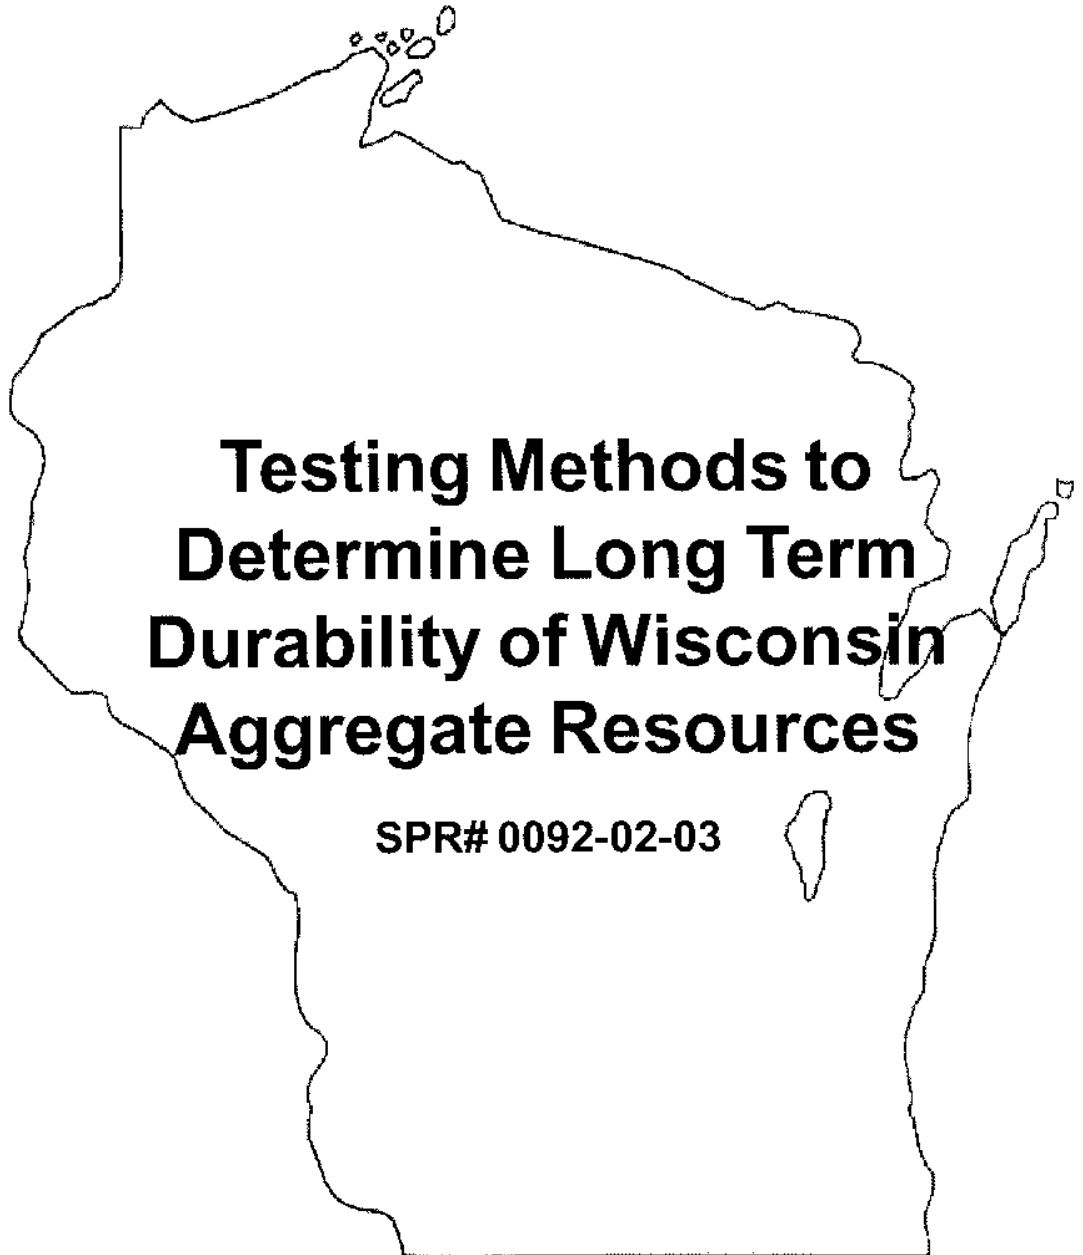 Testing Methods to
Determine Long Term
Durability of Wisconsin
Aggregate Resources
SPR# 0092-02-03